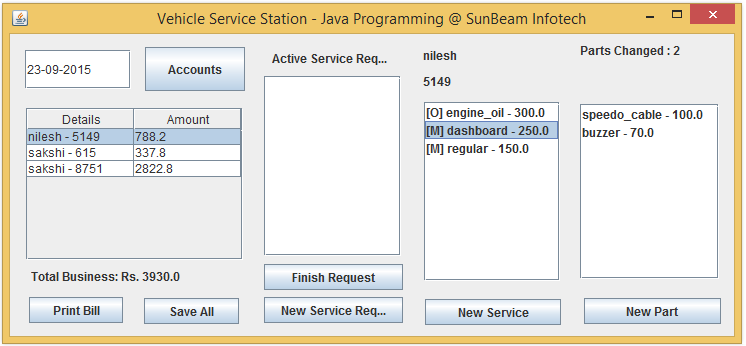 Vehicle Service Station - Java Programming @ SunBeam Infotech
23-09-2015
Accounts
Details Amount
nilesh - 5149 788.2
sakshi - 615 337.8
sakshi - 8751 2822.8
Total Business: Rs. 3930.0
Print Bill
Save All
Active Service Req...
Finish Request
New Service Req...
nilesh
5149
[O] engine_oil - 300.0
[M] dashboard - 250.0
[M] regular - 150.0
New Service
Parts Changed : 2
speedo_cable - 100.0
buzzer - 70.0
New Part